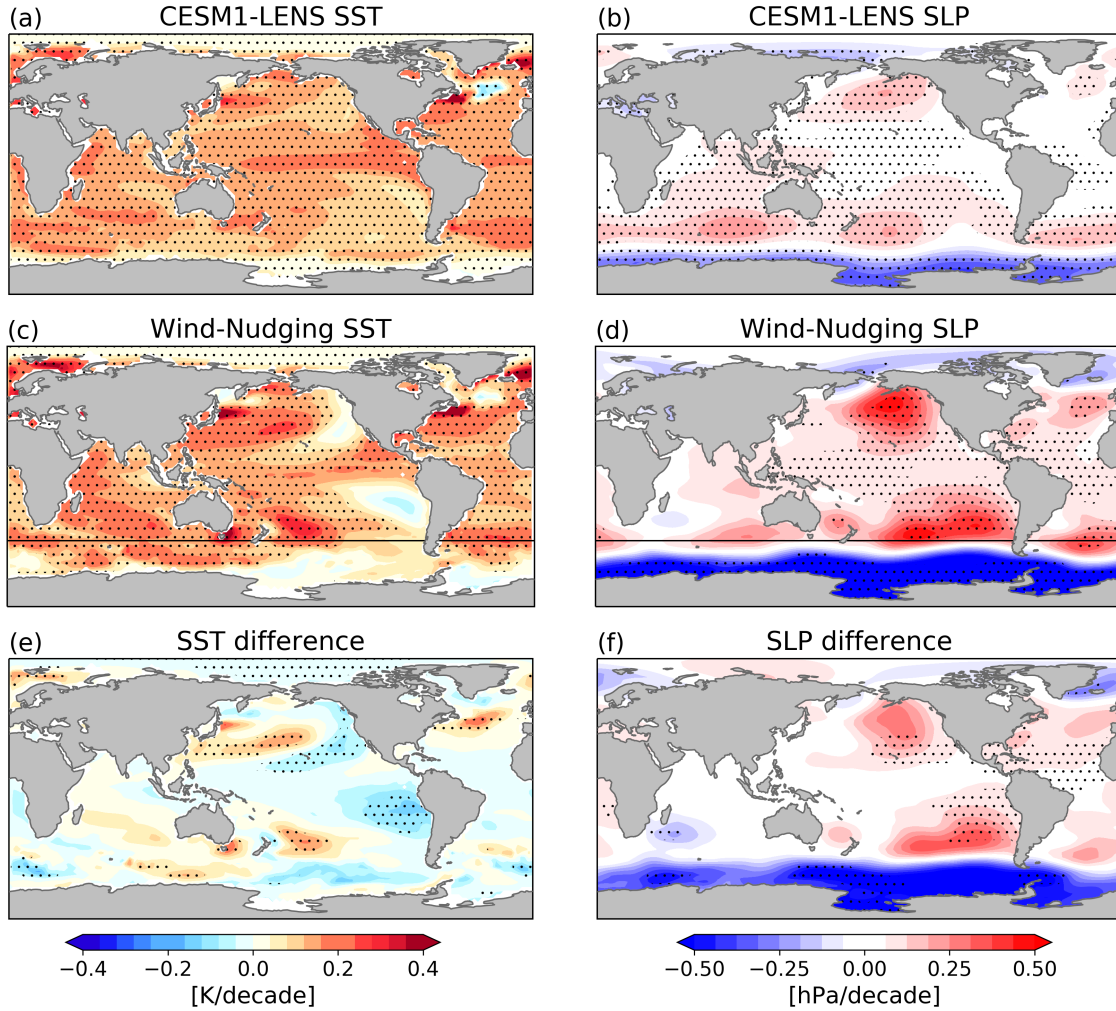 (a) CESM1-LENS SST
(b) CESM1-LENS SLP
(c) Wind-Nudging SST
(d) Wind-Nudging SLP
(e) SST difference
(f) SLP difference
−0.4 −0.2 0.0 0.2 0.4
[K/decade]
−0.50 −0.25 0.00 0.25 0.50
[hPa/decade]